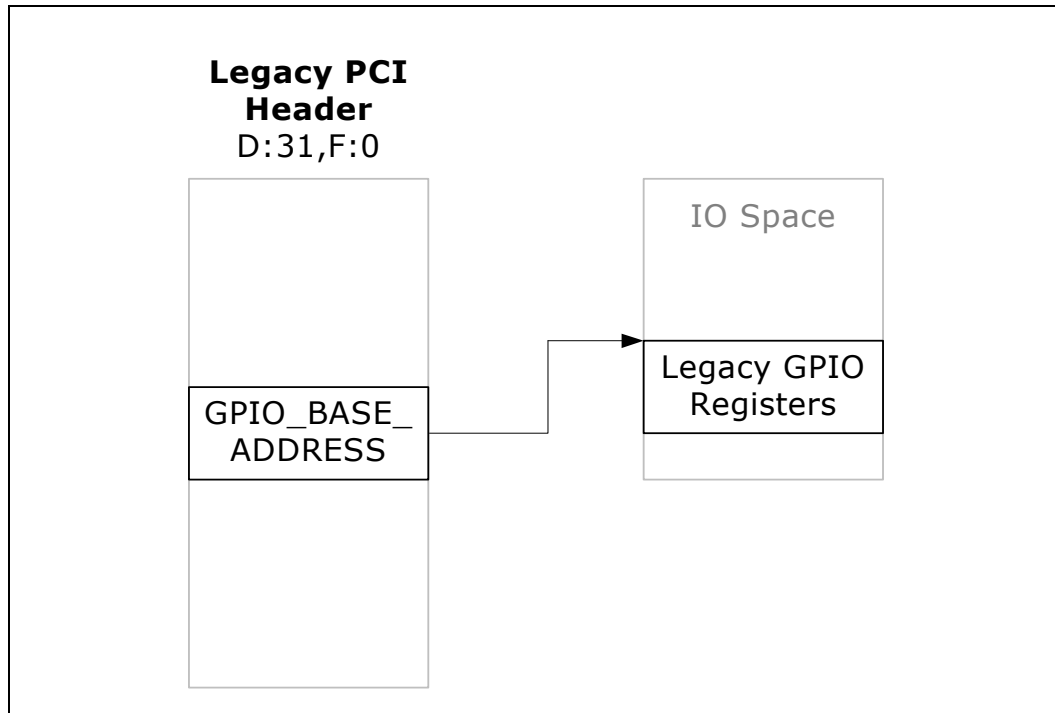 Legacy PCI
Header
D:31,F:0
IO Space
Legacy GPIO
Registers
GPIO_BASE_
ADDRESS